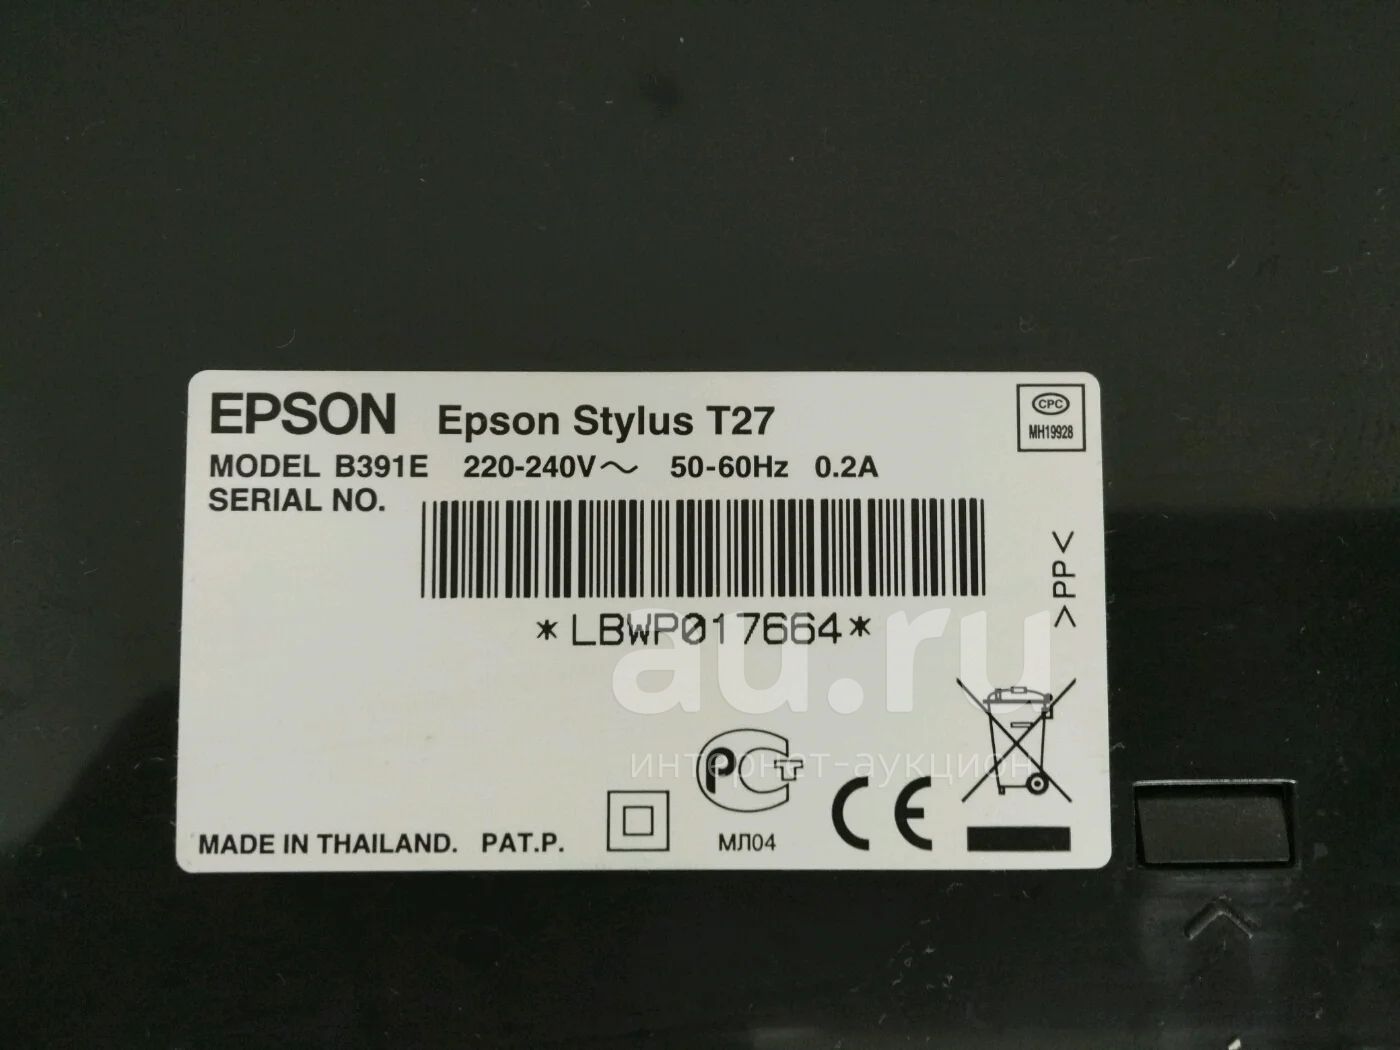 EPSON Epson Stylus T27
CPC
MH19928
MODEL B391E 220-240V～ 50-60Hz 0.2A
SERIAL NO.
*LBWP017664*
>PP<
au.ru
интернет-аукцион
РСТ
МЛ04
CE
MADE IN THAILAND. PAT.P.